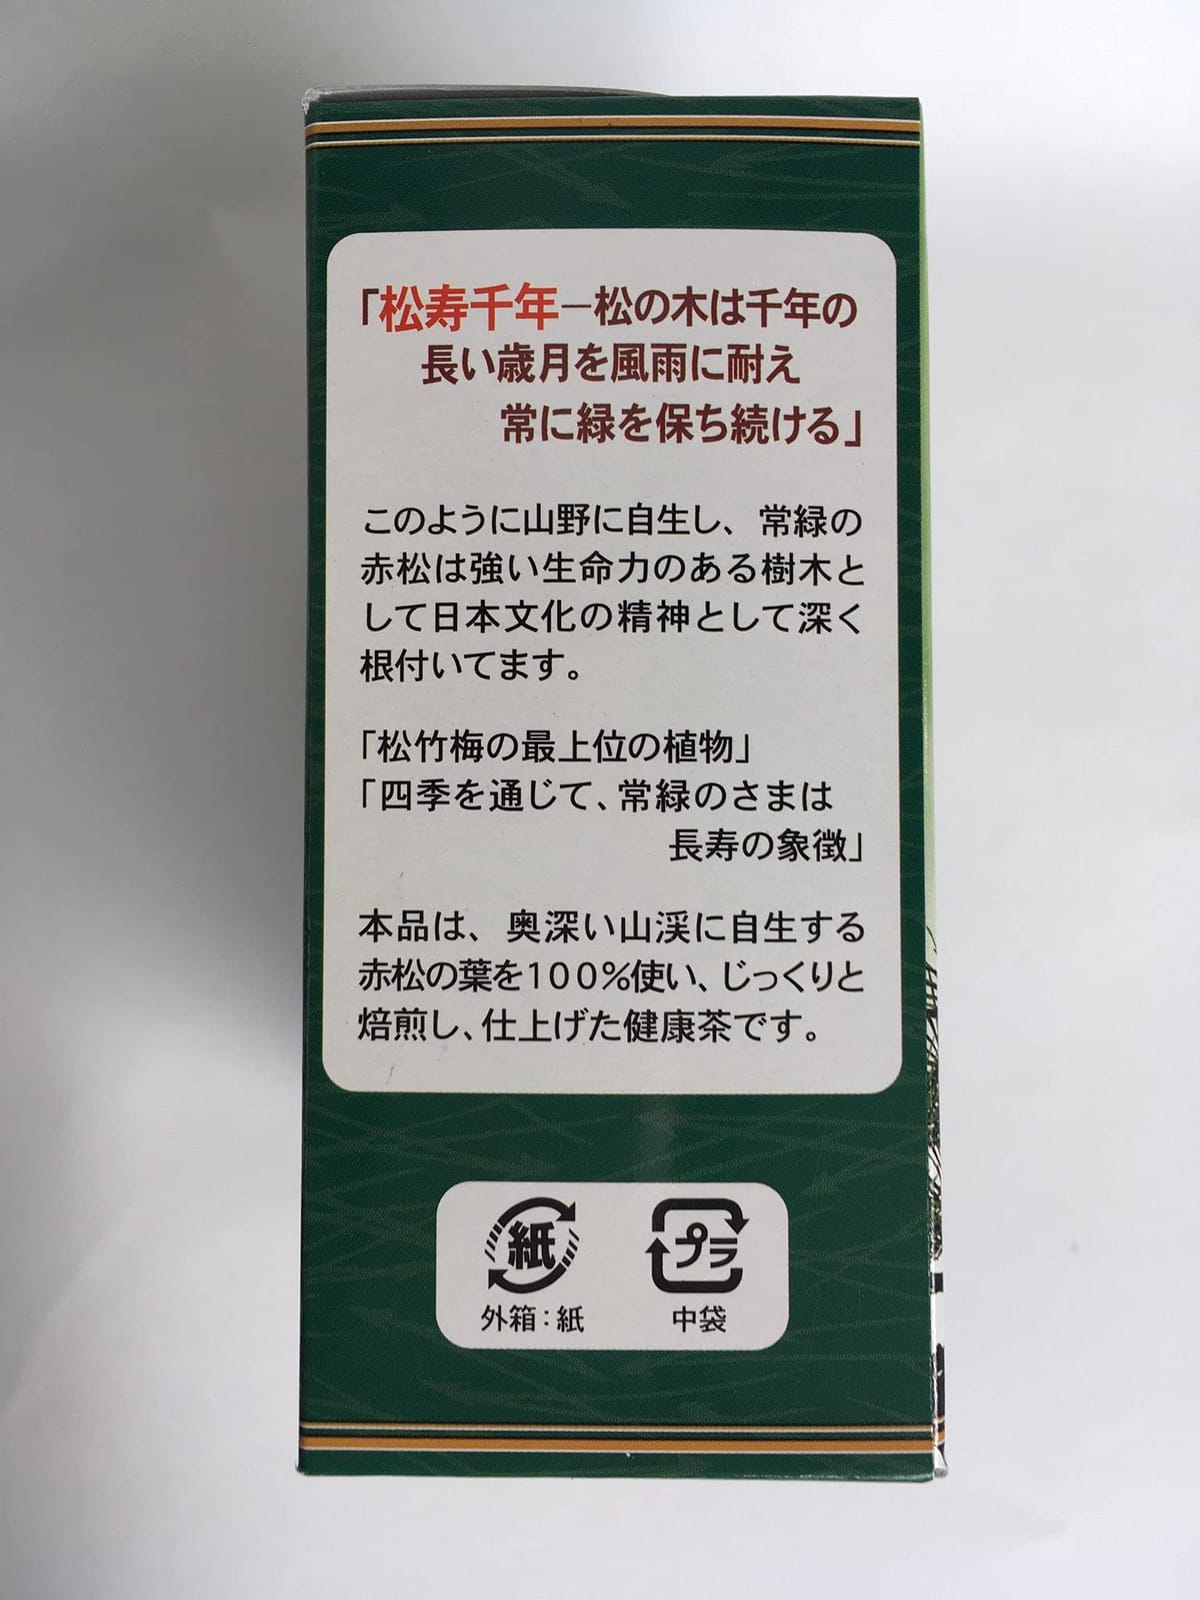 「松寿千年－松の木は千年の
長い歳月を風雨に耐え
常に緑を保ち続ける」
このように山野に自生し、常緑の
赤松は強い生命力のある樹木と
して日本文化の精神として深く
根付いてます。
「松竹梅の最上位の植物」
「四季を通じて、常緑のさまは
長寿の象徴」
本品は、奥深い山渓に自生する
赤松の葉を100%使い、じっくりと
焙煎し、仕上げた健康茶です。
紙 プラ
外箱：紙 中袋